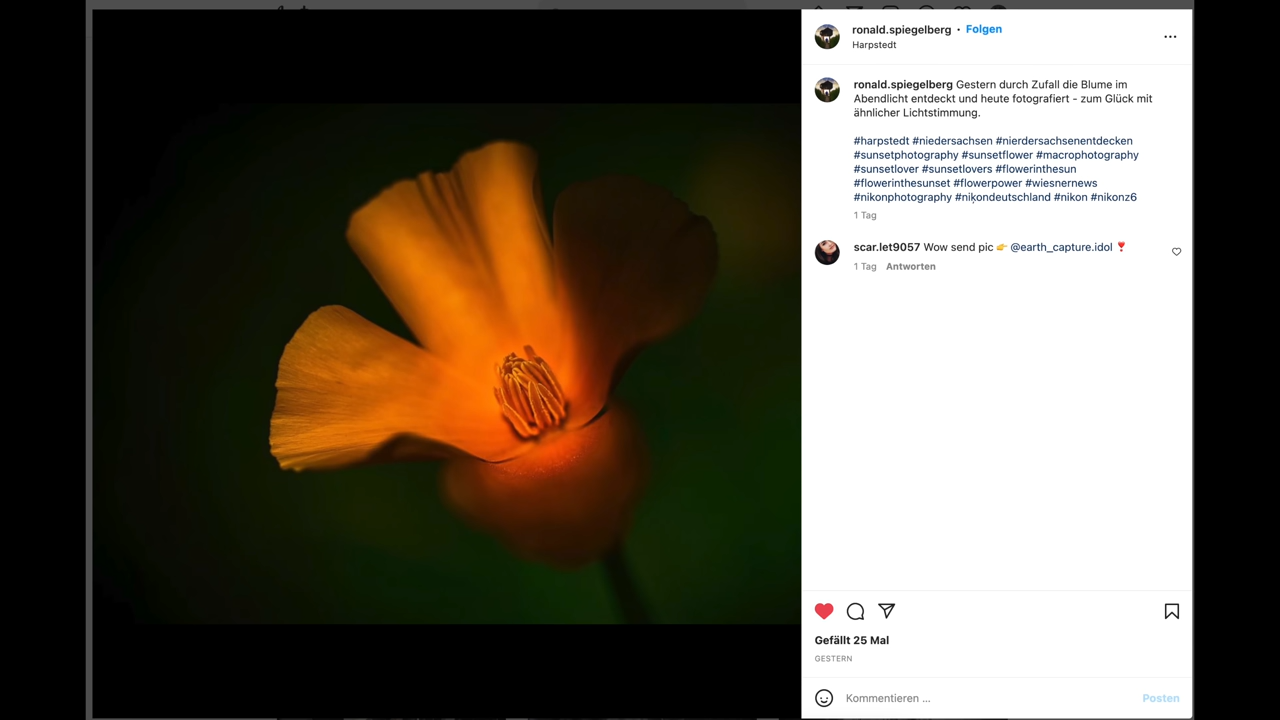 ronald.spiegelberg • Folgen
Harpstedt
ronald.spiegelberg Gestern durch Zufall die Blume im
Abendlicht entdeckt und heute fotografiert - zum Glück mit
ähnlicher Lichtstimmung.
#harpstedt #niedersachsen #nierdersachsenentdecken
#sunsetphotography #sunsetflower #macrophotography
#sunsetlover #sunsetlovers #flowerinthesun
#flowerinthesunset #flowerpower #wiesnernews
#nikonphotography #nikondeutschland #nikon #nikonz6
1 Tag
scar.let9057 Wow send pic 👉 @earth_capture.idol ❣️
1 Tag Antworten
Gefällt 25 Mal
GESTERN
Kommentieren ... Posten